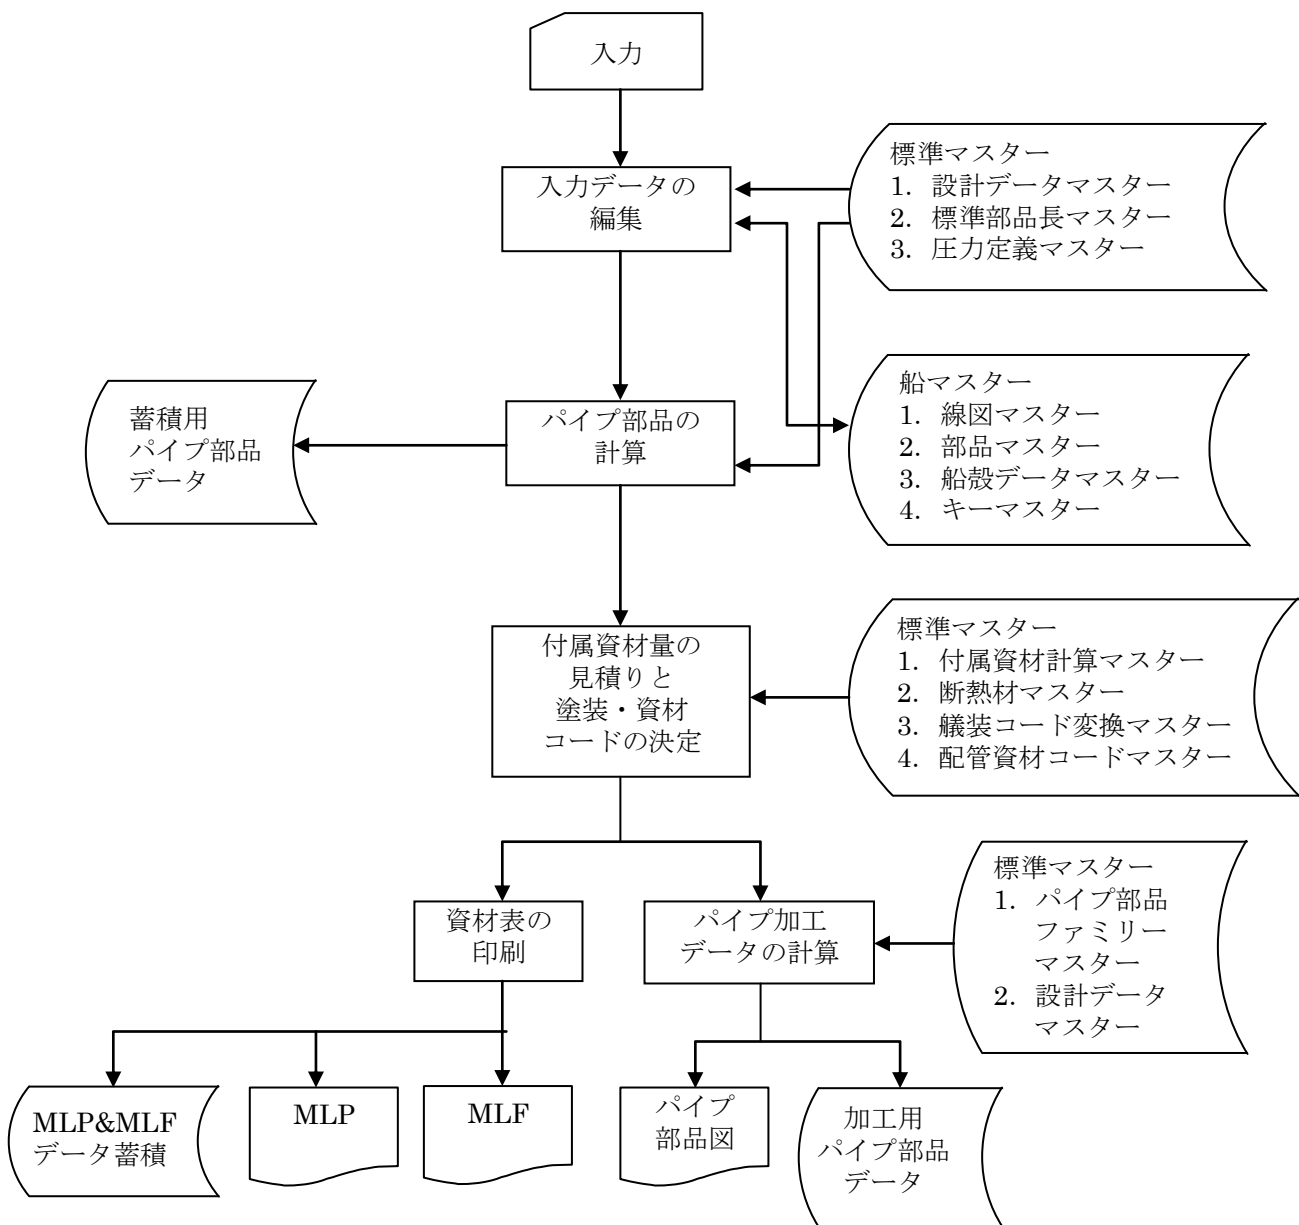 入力
入力データの
編集
標準マスター
1. 設計データマスター
2. 標準部品長マスター
3. 圧力定義マスター
蓄積用
パイプ部品
データ
パイプ部品の
計算
船マスター
1. 線図マスター
2. 部品マスター
3. 船殻データマスター
4. キーマスター
付属資材量の
見積りと
塗装・資材
コードの決定
標準マスター
1. 付属資材計算マスター
2. 断熱材マスター
3. 艤装コード変換マスター
4. 配管資材コードマスター
資材表の
印刷
パイプ加工
データの計算
標準マスター
1. パイプ部品
ファミリー
マスター
2. 設計データ
マスター
MLP&MLF
データ蓄積
MLP
MLF
パイプ
部品図
加工用
パイプ部品
データ